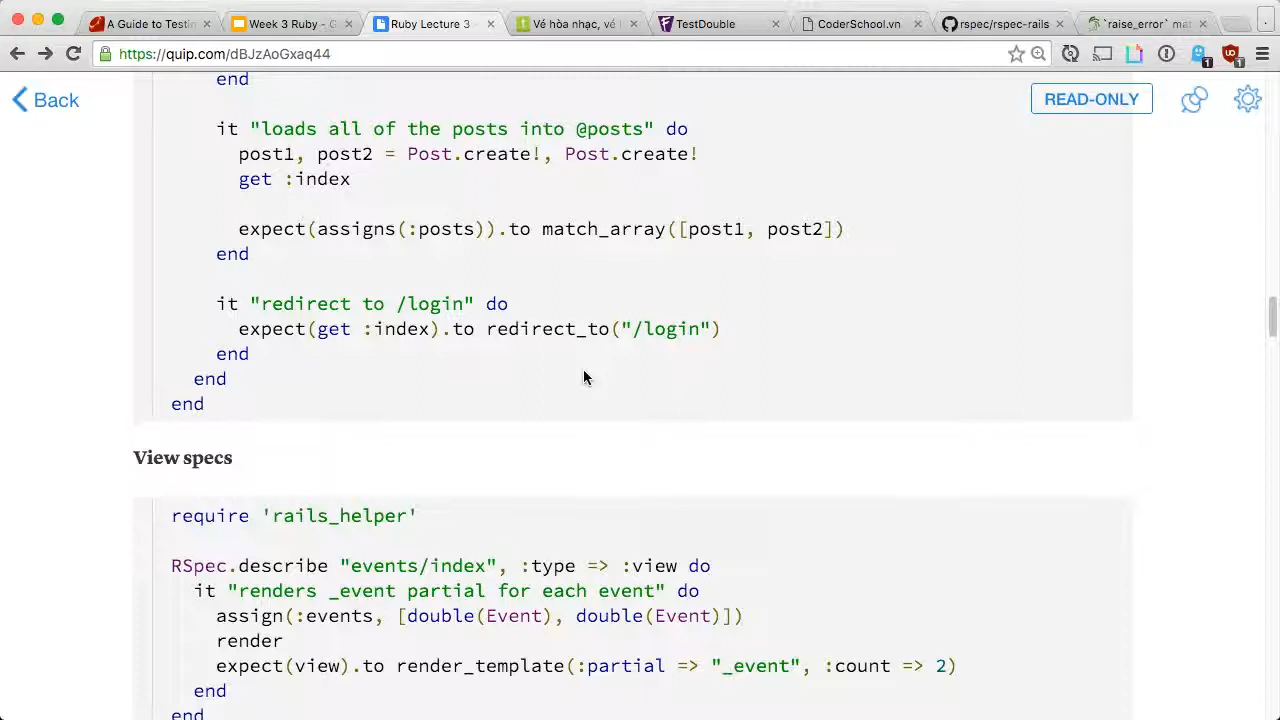 A Guide to Testin
Week 3 Ruby - G
Ruby Lecture 3
Vé hòa nhạc, vé
TestDouble
CoderSchool.vn
rspec/rspec-rails
`raise_error` mat
https://quip.com/dBJzAoGxaq44
1
1
Back
READ-ONLY
end
it "loads all of the posts into @posts" do
post1, post2 = Post.create!, Post.create!
get :index
expect(assigns(:posts)).to match_array([post1, post2])
end
it "redirect to /login" do
expect(get :index).to redirect_to("/login")
end
end
end
View specs
require 'rails_helper'
RSpec.describe "events/index", :type => :view do
it "renders _event partial for each event" do
assign(:events, [double(Event), double(Event)])
render
expect(view).to render_template(:partial => "_event", :count => 2)
end
end